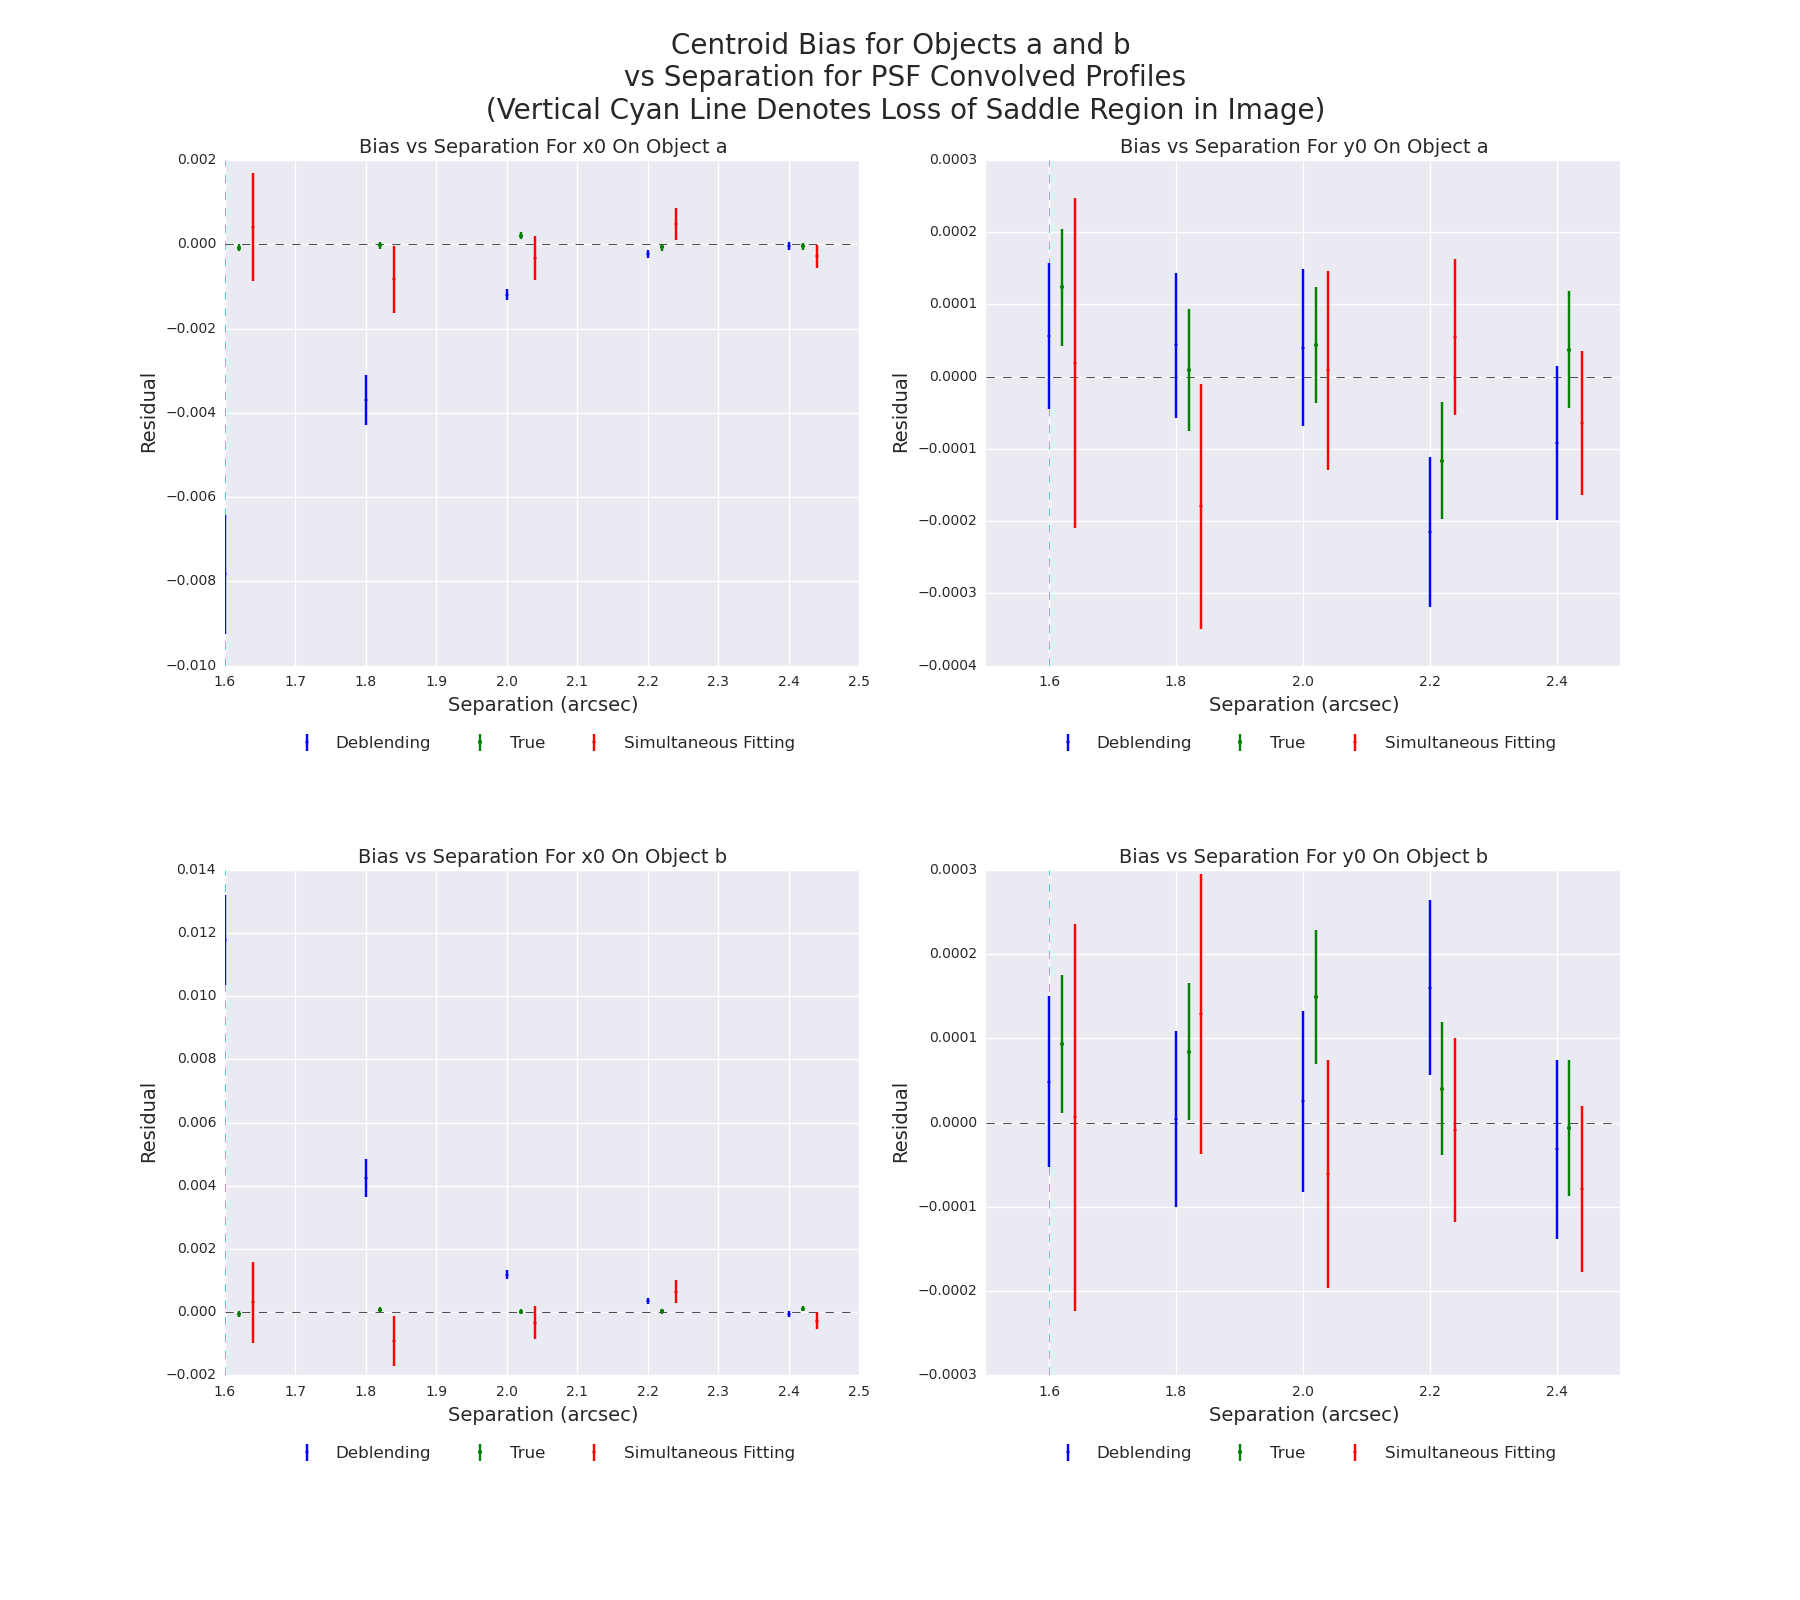 Centroid Bias for Objects a and b
vs Separation for PSF Convolved Profiles
(Vertical Cyan Line Denotes Loss of Saddle Region in Image)
Bias vs Separation For x0 On Object a
0.002
0.000
−0.002
−0.004
−0.006
−0.008
−0.010
Residual
1.6 1.7 1.8 1.9 2.0 2.1 2.2 2.3 2.4 2.5
Separation (arcsec)
Deblending True Simultaneous Fitting
Bias vs Separation For y0 On Object a
0.0003
0.0002
0.0001
0.0000
−0.0001
−0.0002
−0.0003
−0.0004
Residual
1.6 1.8 2.0 2.2 2.4
Separation (arcsec)
Deblending True Simultaneous Fitting
Bias vs Separation For x0 On Object b
0.014
0.012
0.010
0.008
0.006
0.004
0.002
0.000
−0.002
Residual
1.6 1.7 1.8 1.9 2.0 2.1 2.2 2.3 2.4 2.5
Separation (arcsec)
Deblending True Simultaneous Fitting
Bias vs Separation For y0 On Object b
0.0003
0.0002
0.0001
0.0000
−0.0001
−0.0002
−0.0003
Residual
1.6 1.8 2.0 2.2 2.4
Separation (arcsec)
Deblending True Simultaneous Fitting